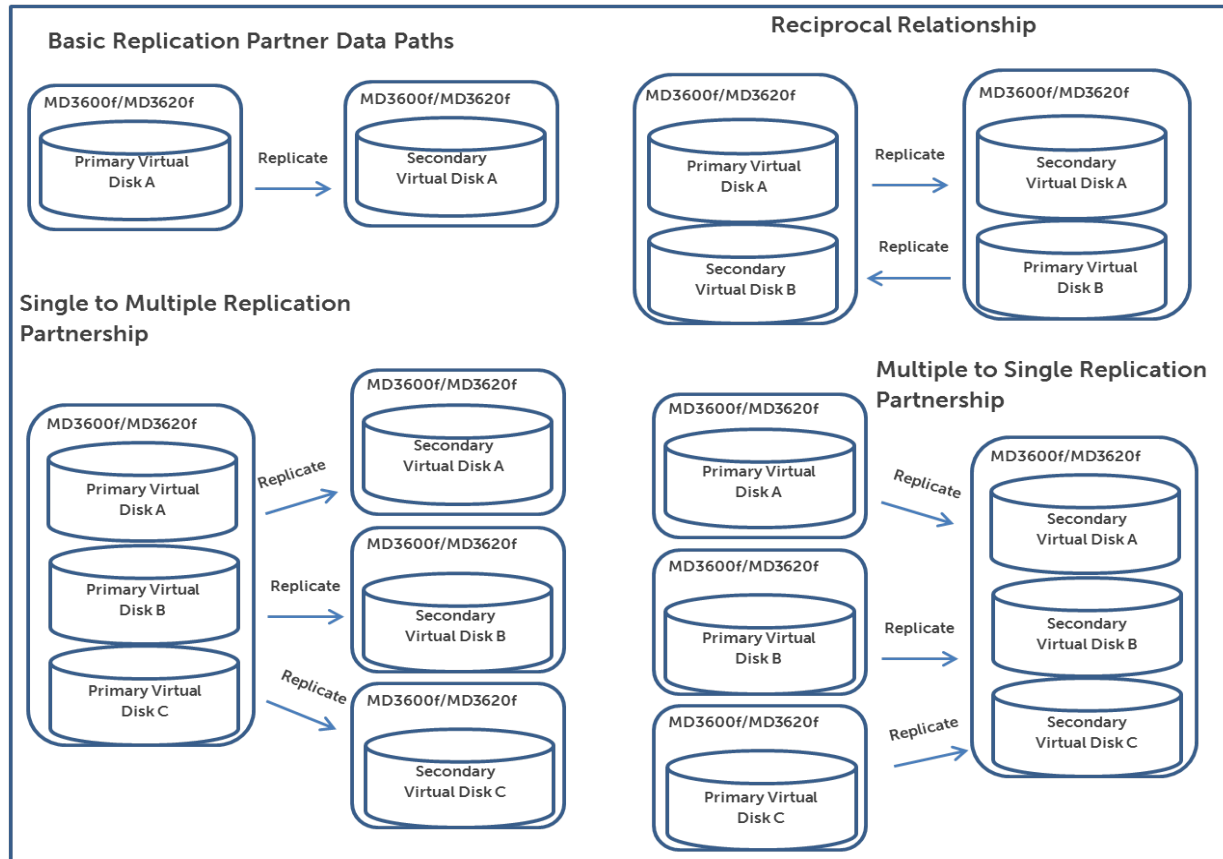 Basic Replication Partner Data Paths
MD3600f/MD3620f
Primary Virtual
Disk A
Replicate
MD3600f/MD3620f
Secondary
Virtual Disk A
Reciprocal Relationship
MD3600f/MD3620f
Primary Virtual
Disk A
Secondary
Virtual Disk B
Replicate
Replicate
MD3600f/MD3620f
Secondary
Virtual Disk A
Primary Virtual
Disk B
Single to Multiple Replication
Partnership
MD3600f/MD3620f
Primary Virtual
Disk A
Primary Virtual
Disk B
Primary Virtual
Disk C
Replicate
Replicate
Replicate
MD3600f/MD3620f
Secondary
Virtual Disk A
MD3600f/MD3620f
Secondary
Virtual Disk B
MD3600f/MD3620f
Secondary
Virtual Disk C
Multiple to Single Replication
Partnership
MD3600f/MD3620f
Primary Virtual
Disk A
MD3600f/MD3620f
Primary Virtual
Disk B
MD3600f/MD3620f
Primary Virtual
Disk C
Replicate
Replicate
Replicate
MD3600f/MD3620f
Secondary
Virtual Disk A
Secondary
Virtual Disk B
Secondary
Virtual Disk C